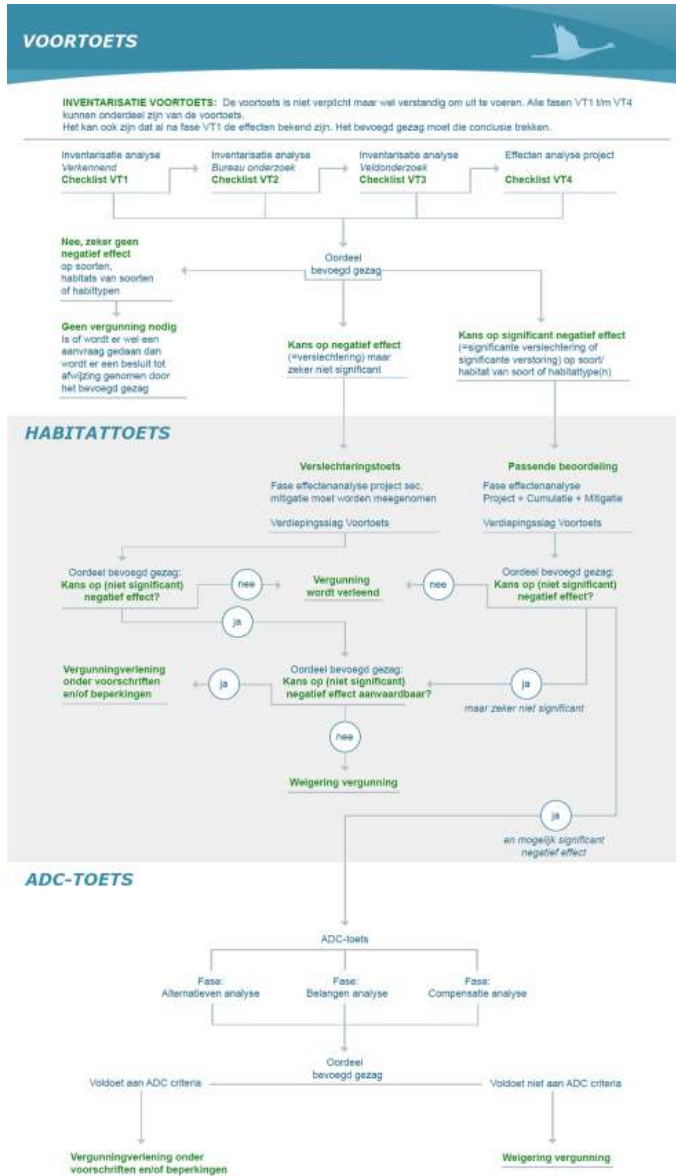 VOORTOETS
INVENTARISATIE VOORTOETS: De voortoets is niet verplicht maar wel verstandig om uit te voeren. Alle fasen VT1 t/m VT4
kunnen onderdeel zijn van de voortoets.
Het kan ook zijn dat al na fase VT1 de effecten bekend zijn. Het bevoegd gezag moet die conclusie trekken.
Inventarisatie analyse
Verkennend
Checklist VT1
Inventarisatie analyse
Bureau onderzoek
Checklist VT2
Inventarisatie analyse
Veldonderzoek
Checklist VT3
Effecten analyse project
Checklist VT4
Oordeel
bevoegd gezag
Nee, zeker geen
negatief effect
op soorten,
habitats van soorten
of habiltypen
Geen vergunning nodig
Is of wordt er wel een
aanvraag gedaan dan
wordt er een besluit tot
afwijzing genomen door
het bevoegd gezag
Kans op negatief effect
(=verslechtering) maar
zeker niet significant
Kans op significant negatief effect
(=significante verslechtering of
significante verstoring) op soort/
habitat van soort of habitattype(n)
HABITATTOETS
Verslechteringstoets
Fase effectenanalyse project sec,
mitigatie moet worden meegenomen
Verdiepingsslag Voortoets
Passende beoordeling
Fase effectenanalyse
Project + Cumulatie + Mitigatie
Verdiepingsslag Voortoets
Oordeel bevoegd gezag:
Kans op (niet significant)
negatief effect?
nee
Vergunning
wordt verleend
nee
Oordeel bevoegd gezag:
Kans op (niet significant)
negatief effect?
ja
Vergunningverlening
onder voorschriften
en/of beperkingen
ja
Oordeel bevoegd gezag:
Kans op (niet significant)
negatief effect aanvaardbaar?
ja
maar zeker niet significant
nee
Weigering vergunning
ja
en mogelijk significant
negatief effect
ADC-TOETS
ADC-toets
Fase:
Alternatieven analyse
Fase:
Belangen analyse
Fase:
Compensatie analyse
Oordeel
bevoegd gezag
Voldoet aan ADC criteria
Voldoet niet aan ADC criteria
Vergunningverlening onder
voorschriften en/of beperkingen
Weigering vergunning